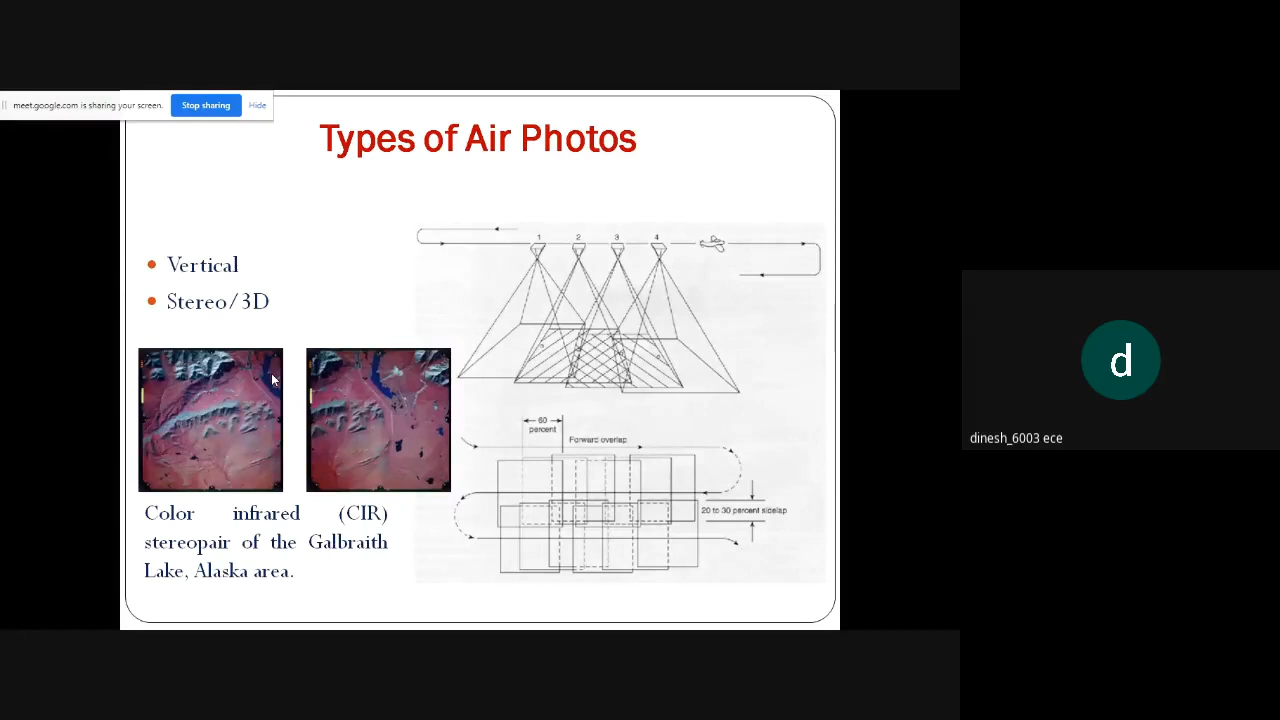 meet.google.com is sharing your screen.
Stop sharing
Hide
Types of Air Photos
• Vertical
• Stereo/3D
1 2 3 4
60
percent
Forward overlap
20 to 30 percent sidelap
Color infrared (CIR)
stereopair of the Galbraith
Lake, Alaska area.
d
dinesh_6003 ece